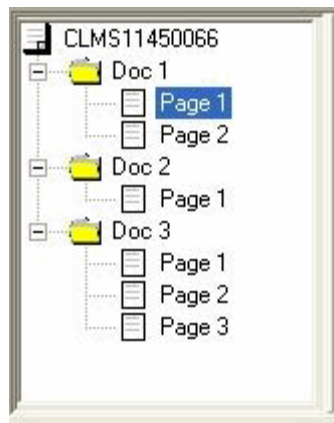 CLMS11450066
Doc 1
Page 1
Page 2
Doc 2
Page 1
Doc 3
Page 1
Page 2
Page 3